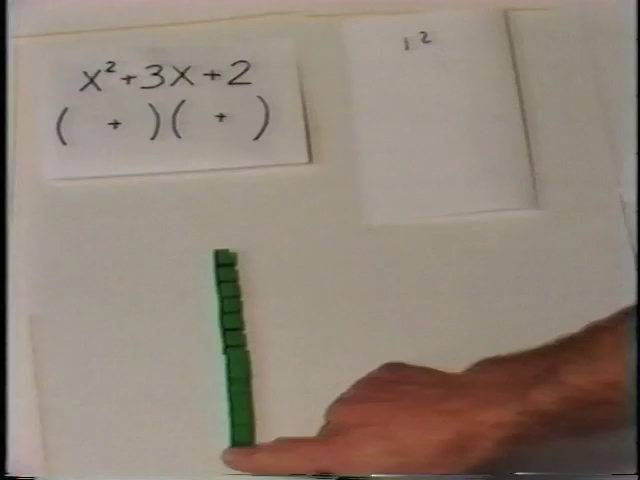 x²+3x+2
( + )( + )
1 2